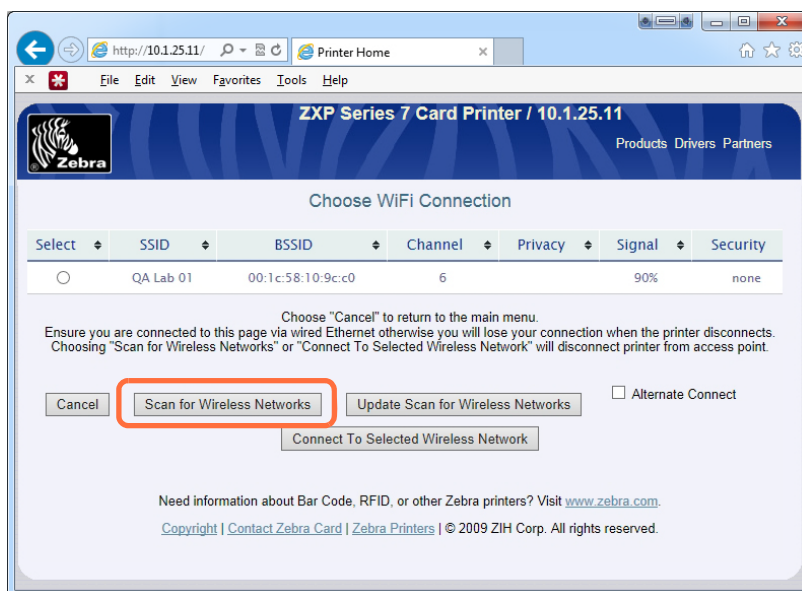 http://10.1.25.11/ Printer Home
File Edit View Favorites Tools Help
ZXP Series 7 Card Printer / 10.1.25.11
Zebra
Products Drivers Partners
Choose WiFi Connection
Select SSID BSSID Channel Privacy Signal Security
QA Lab 01 00:1c:58:10:9c:c0 6 90% none
Choose "Cancel" to return to the main menu.
Ensure you are connected to this page via wired Ethernet otherwise you will lose your connection when the printer disconnects.
Choosing "Scan for Wireless Networks" or "Connect To Selected Wireless Network" will disconnect printer from access point.
Cancel Scan for Wireless Networks Update Scan for Wireless Networks Alternate Connect
Connect To Selected Wireless Network
Need information about Bar Code, RFID, or other Zebra printers? Visit www.zebra.com.
Copyright | Contact Zebra Card | Zebra Printers | © 2009 ZIH Corp. All rights reserved.